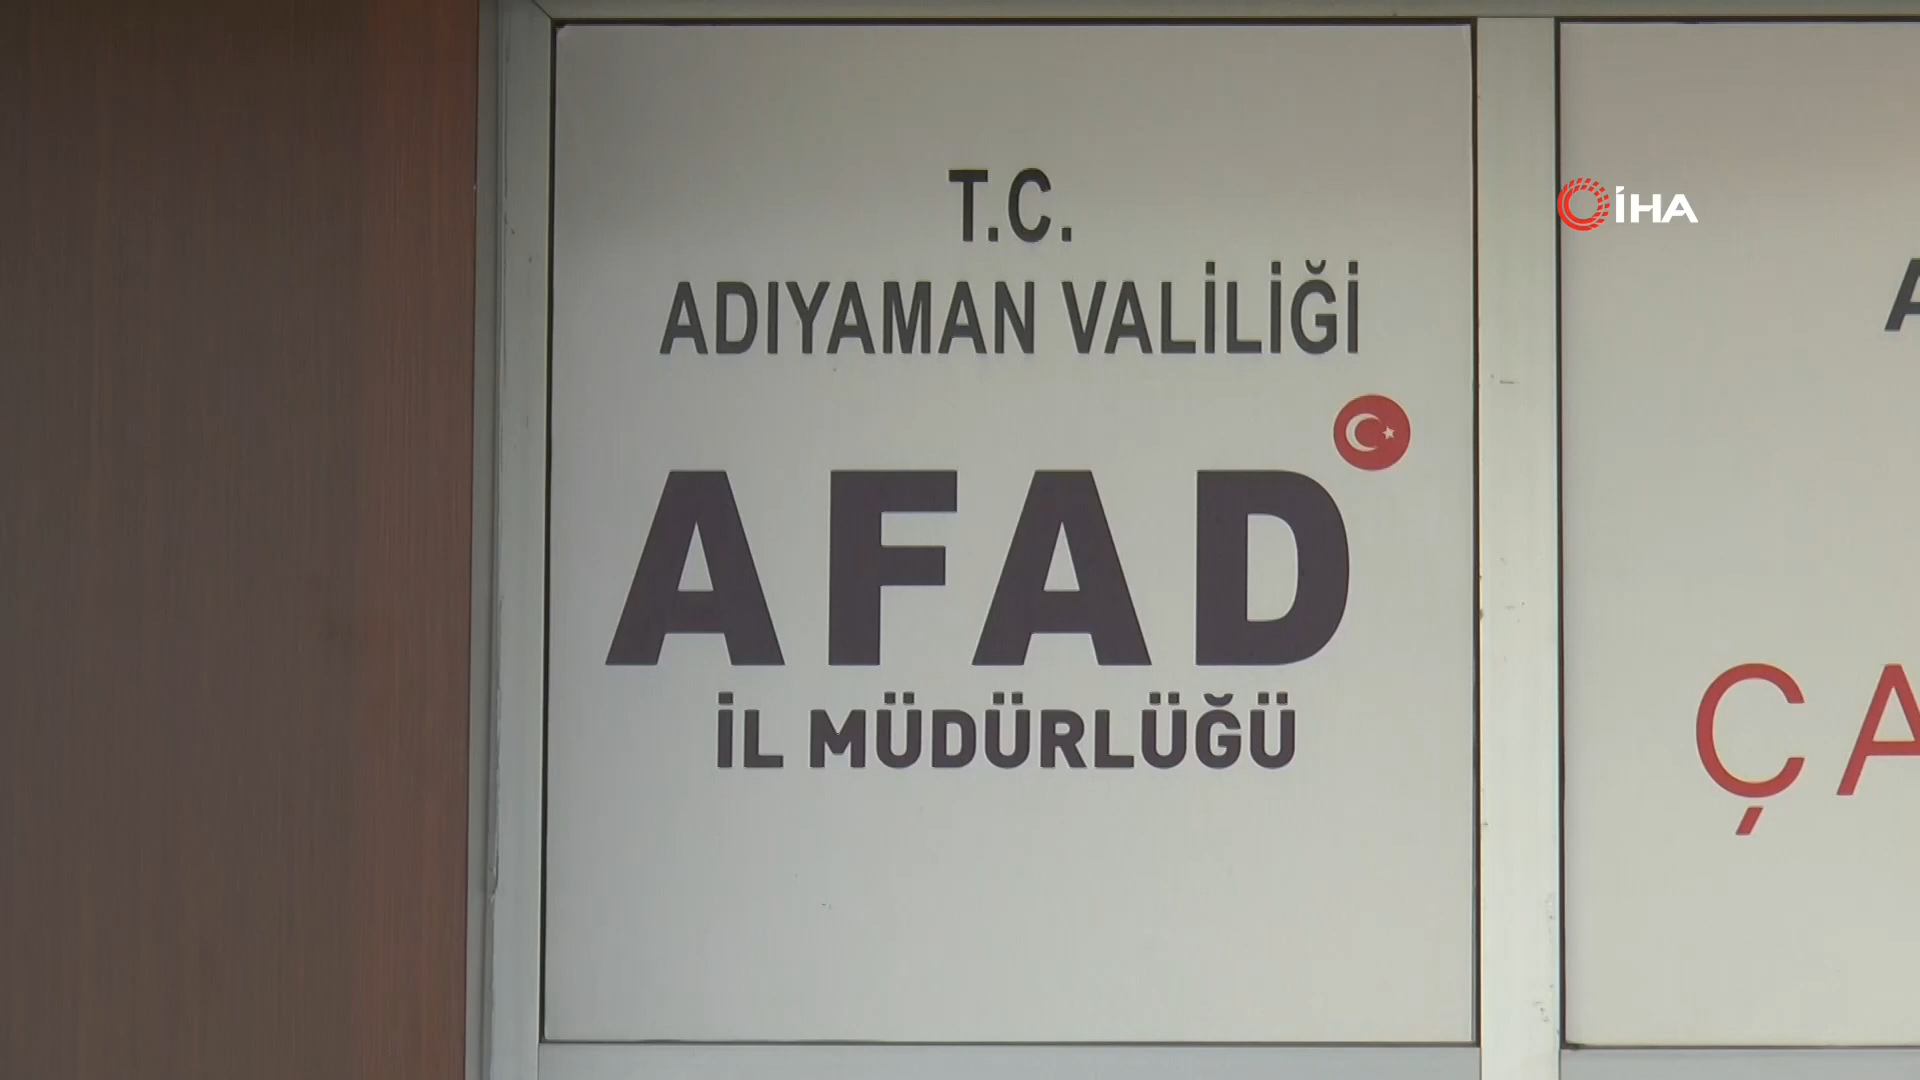 T.C.
ADIYAMAN VALİLİĞİ
AFAD
İL MÜDÜRLÜĞÜ
İHA